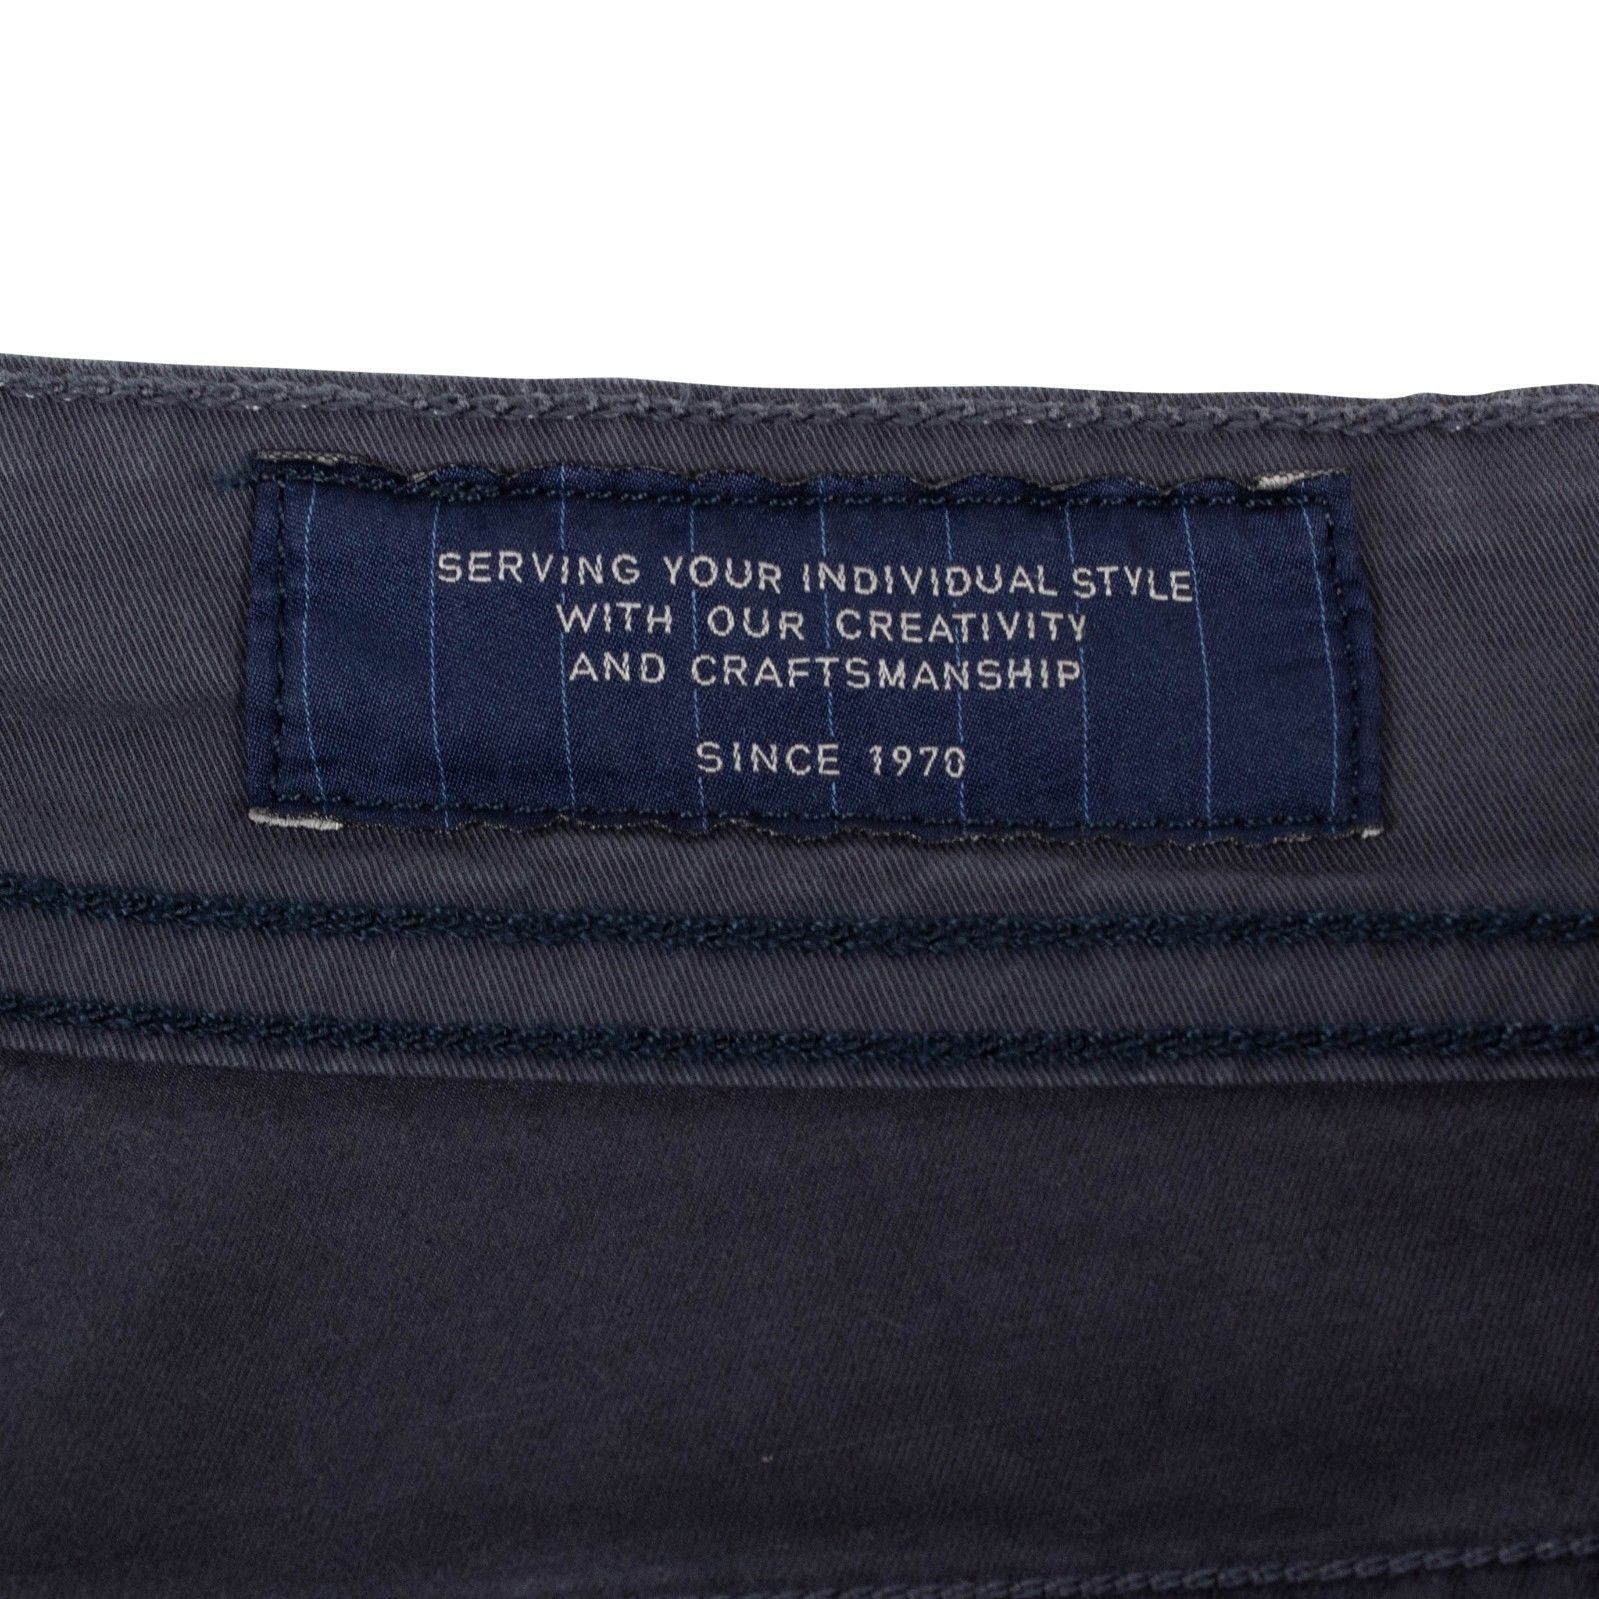 SERVING YOUR INDIVIDUAL STYLE
WITH OUR CREATIVITY
AND CRAFTSMANSHIP
SINCE 1970